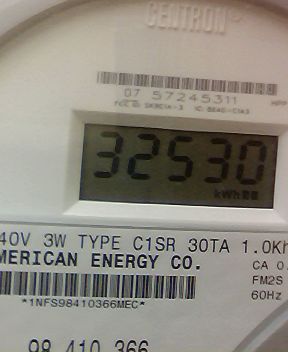 CENTRON
07 57245311
32530
kWh
40V 3W TYPE C1SR 30TA 1.0Kh
MERICAN ENERGY CO.
CA 0.
FM2S
*1NFS98410366MEC*
60Hz
98 410 366